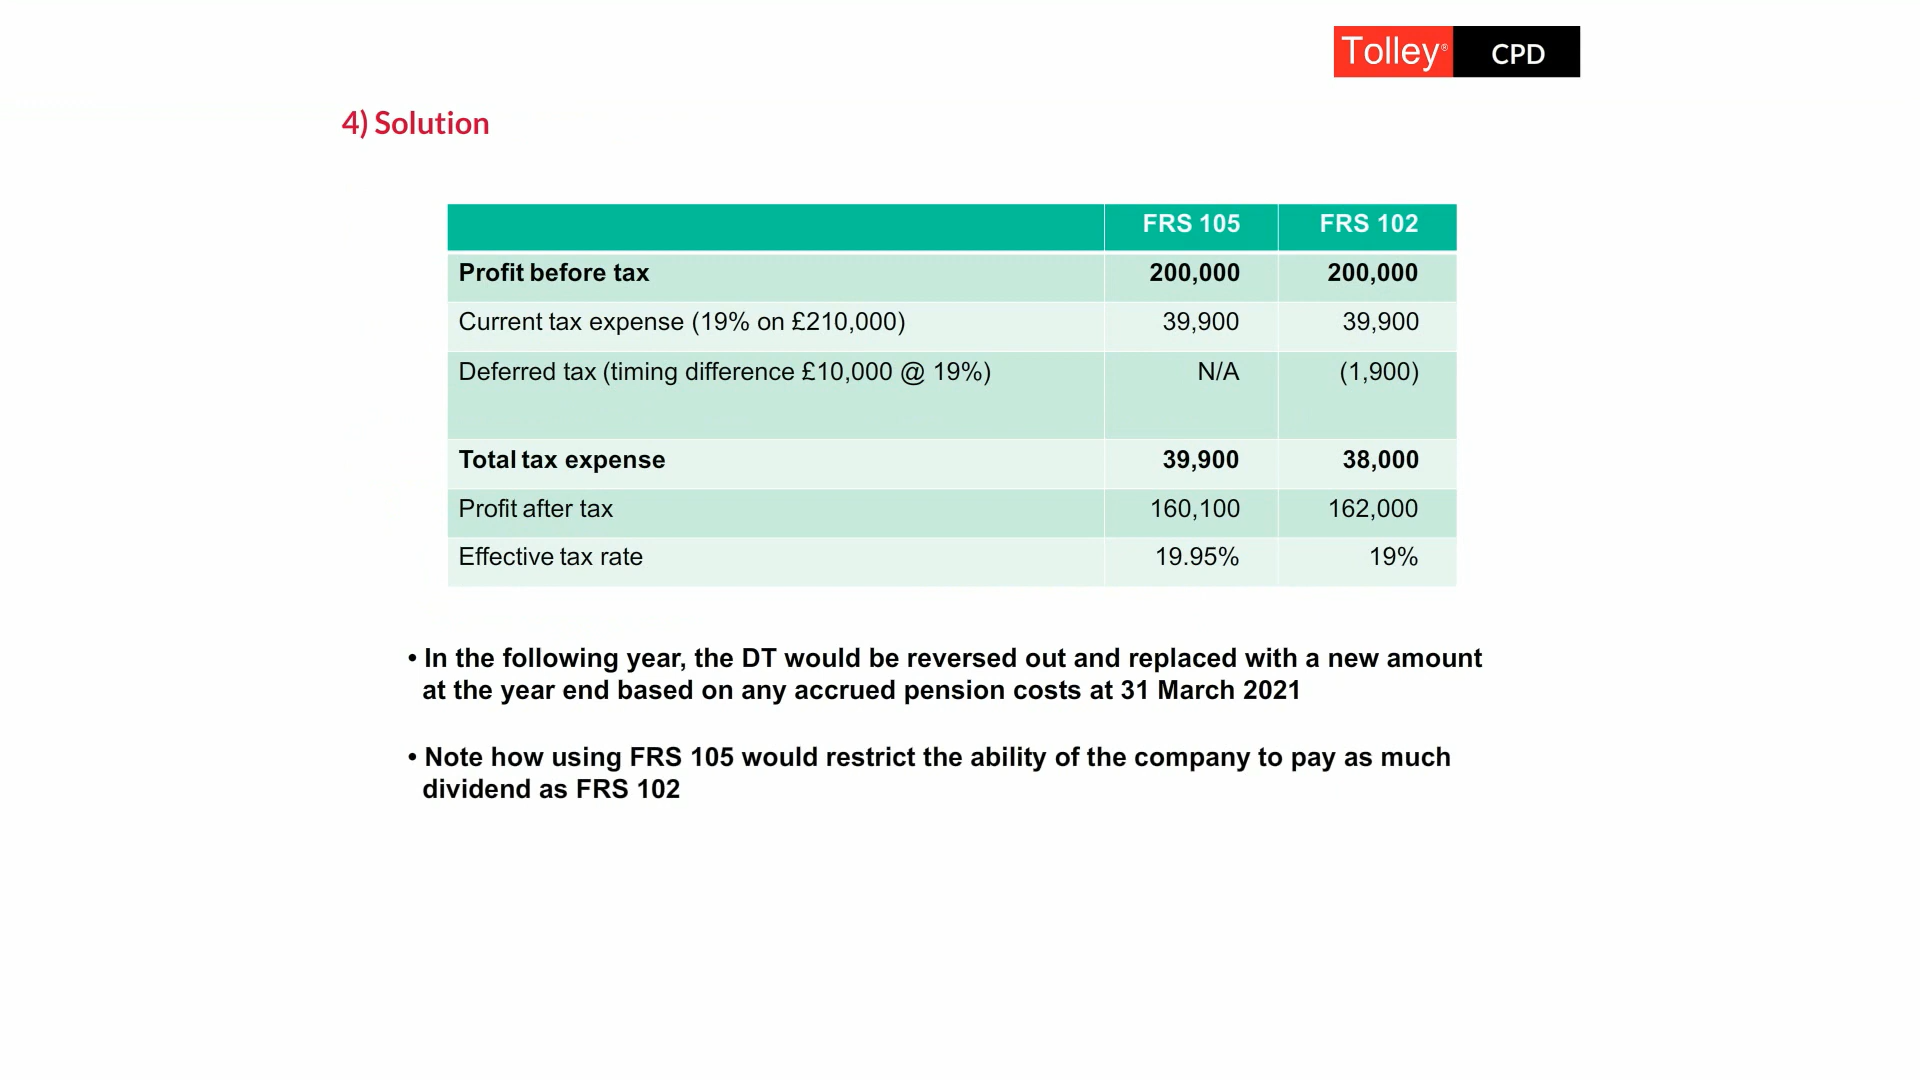 Tolley® CPD
4) Solution
FRS 105 FRS 102
Profit before tax 200,000 200,000
Current tax expense (19% on £210,000) 39,900 39,900
Deferred tax (timing difference £10,000 @ 19%) N/A (1,900)
Total tax expense 39,900 38,000
Profit after tax 160,100 162,000
Effective tax rate 19.95% 19%
• In the following year, the DT would be reversed out and replaced with a new amount
at the year end based on any accrued pension costs at 31 March 2021
• Note how using FRS 105 would restrict the ability of the company to pay as much
dividend as FRS 102